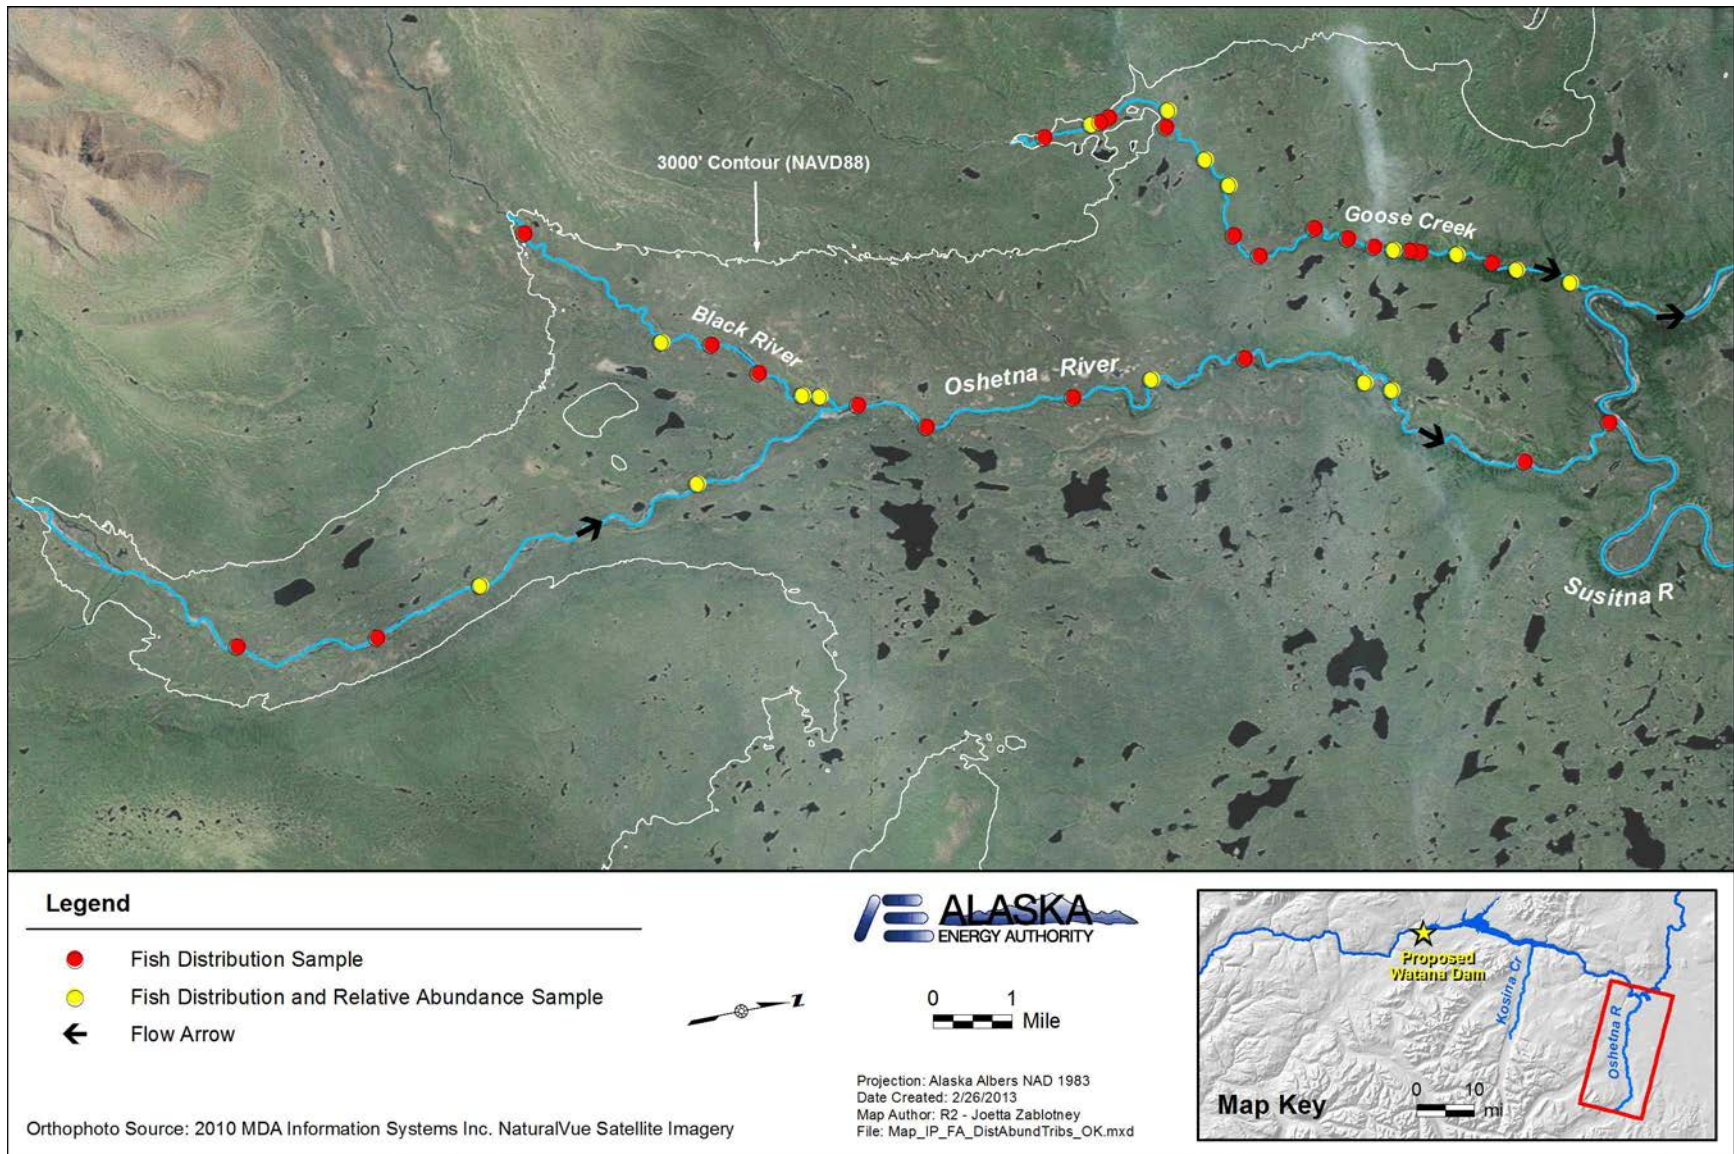 3000' Contour (NAVD88)
Goose Creek
Black River
Oshetna River
Susitna R
Legend
Fish Distribution Sample
Fish Distribution and Relative Abundance Sample
Flow Arrow
Orthophoto Source: 2010 MDA Information Systems Inc. NaturalVue Satellite Imagery
Z
ALASKA
ENERGY AUTHORITY
0 1
Mile
Projection: Alaska Albers NAD 1983
Date Created: 2/26/2013
Map Author: R2 - Joetta Zablotney
File: Map_IP_FA_DistAbundTribs_OK.mxd
Proposed
Watana Dam
Kosina Cr
Oshetna R
0 10
mi
Map Key